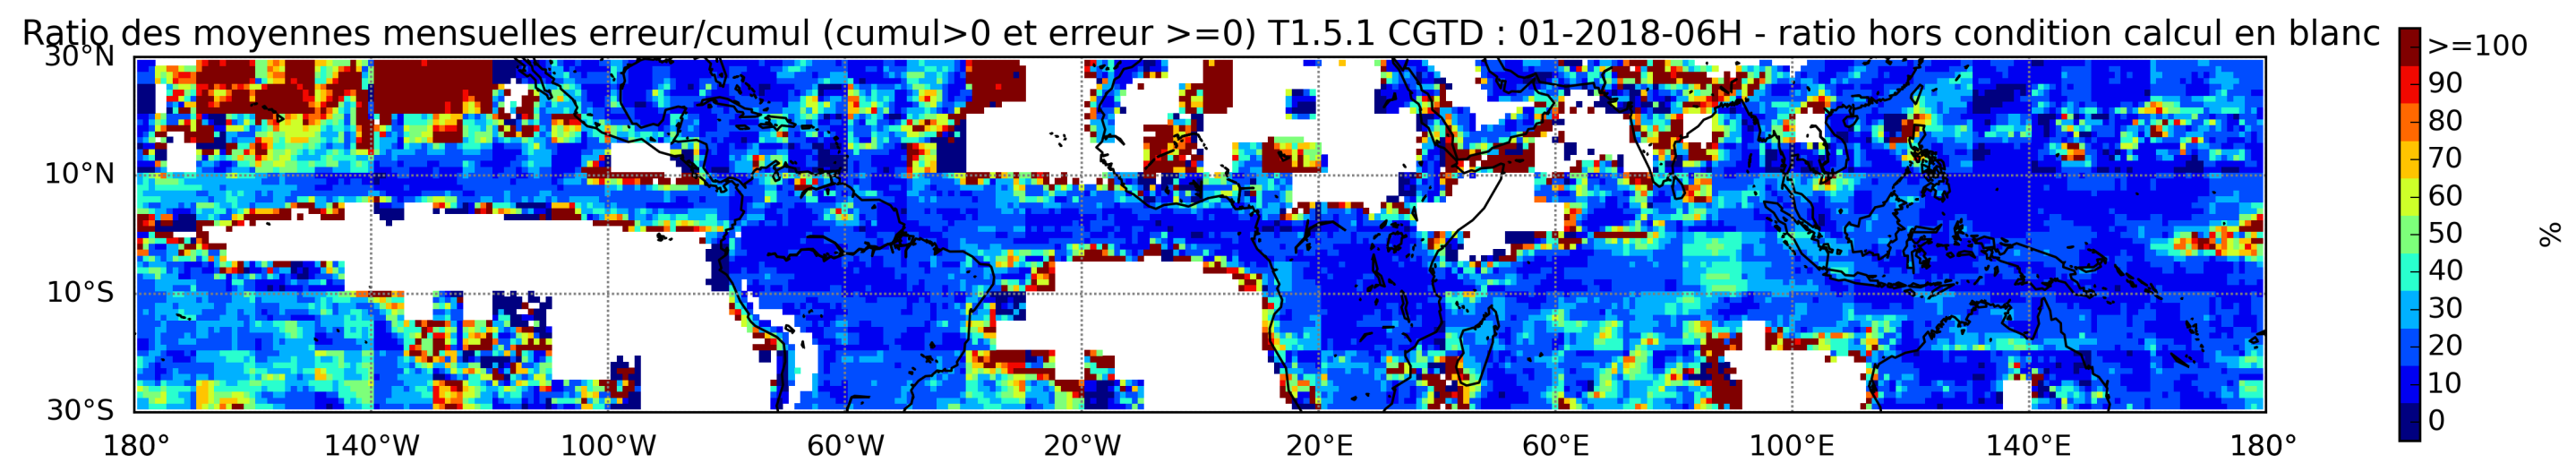 Ratio des moyennes mensuelles erreur/cumul (cumul>0 et erreur >=0) T1.5.1 CGTD : 01-2018-06H - ratio hors condition calcul en blanc
30°N
10°N
10°S
30°S
180° 140°W 100°W 60°W 20°W 20°E 60°E 100°E 140°E 180°
>=100
90
80
70
60
50
40
30
20
10
0
%